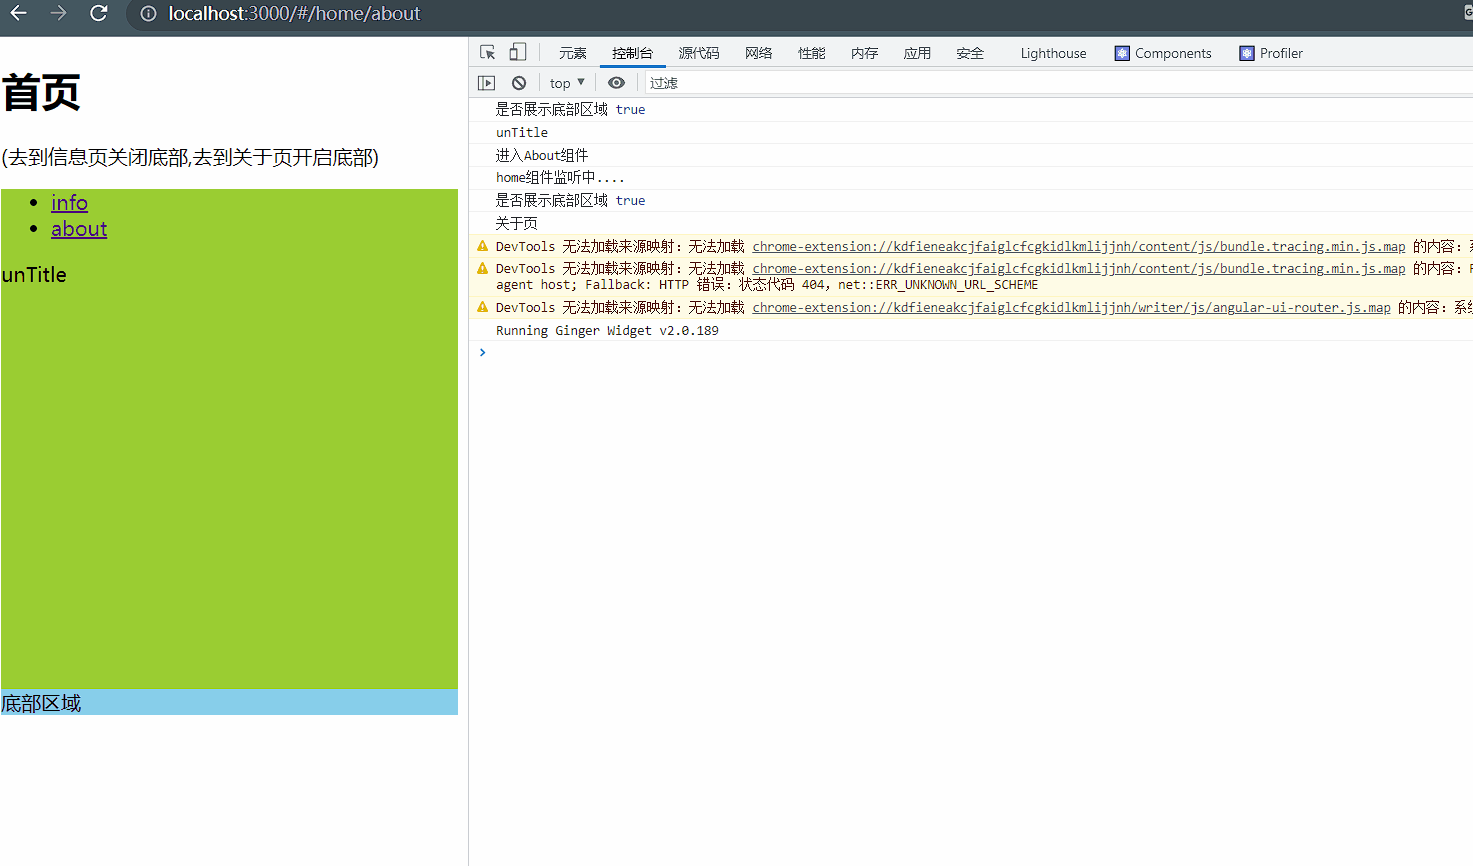 localhost:3000/#/home/about
首页
(去到信息页关闭底部,去到关于页开启底部)
info
about
unTitle
底部区域
元素 控制台 源代码 网络 性能 内存 应用 安全 Lighthouse Components Profiler
top 过滤
是否展示底部区域 true
unTitle
进入About组件
home组件监听中....
是否展示底部区域 true
关于页
DevTools 无法加载来源映射: 无法加载 chrome-extension://kdfieneakcjfaiglcfcgkidlkmlijjnh/content/js/bundle.tracing.min.js.map 的内容:
DevTools 无法加载来源映射: 无法加载 chrome-extension://kdfieneakcjfaiglcfcgkidlkmlijjnh/content/js/bundle.tracing.min.js.map 的内容:
agent host; Fallback: HTTP 错误: 状态代码 404, net::ERR_UNKNOWN_URL_SCHEME
DevTools 无法加载来源映射: 无法加载 chrome-extension://kdfieneakcjfaiglcfcgkidlkmlijjnh/writer/js/angular-ui-router.js.map 的内容: 系
Running Ginger Widget v2.0.189